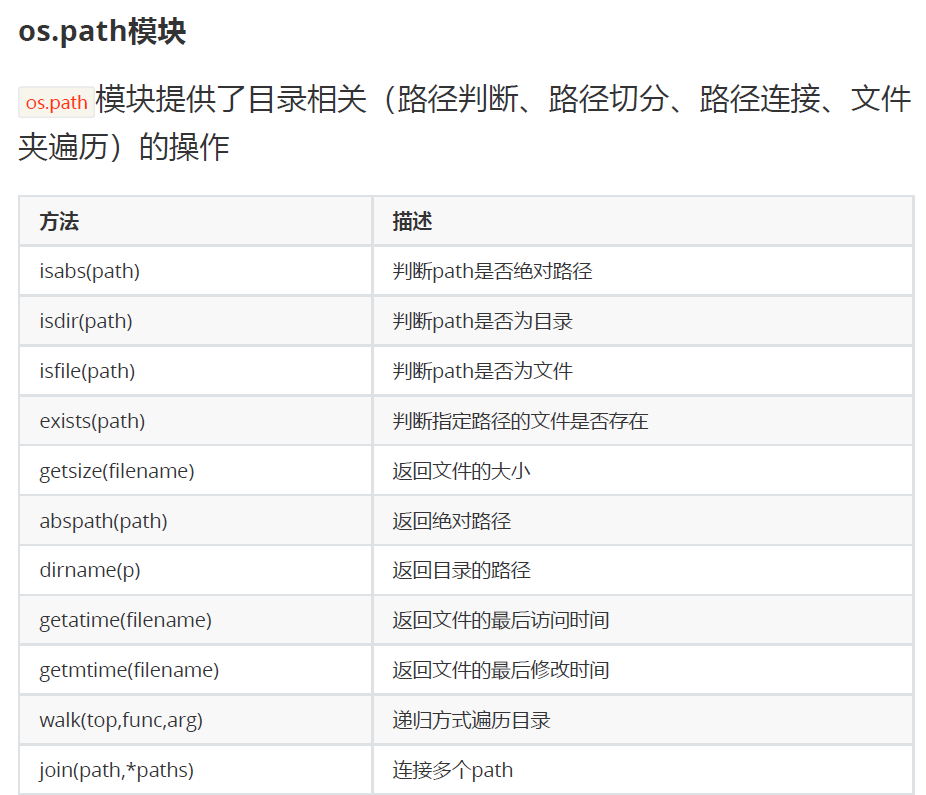 os.path模块
os.path模块提供了目录相关（路径判断、路径切分、路径连接、文件
夹遍历）的操作
方法 描述
isabs(path) 判断path是否绝对路径
isdir(path) 判断path是否为目录
isfile(path) 判断path是否为文件
exists(path) 判断指定路径的文件是否存在
getsize(filename) 返回文件的大小
abspath(path) 返回绝对路径
dirname(p) 返回目录的路径
getatime(filename) 返回文件的最后访问时间
getmtime(filename) 返回文件的最后修改时间
walk(top,func,arg) 递归方式遍历目录
join(path,*paths) 连接多个path